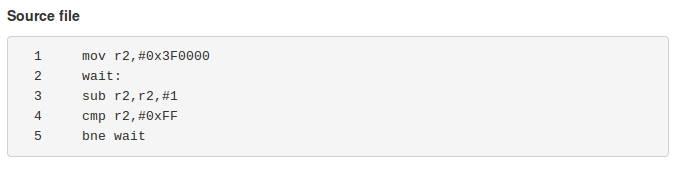 Source file
1 mov r2,#0x3F0000
2 wait:
3 sub r2,r2,#1
4 cmp r2,#0xFF
5 bne wait